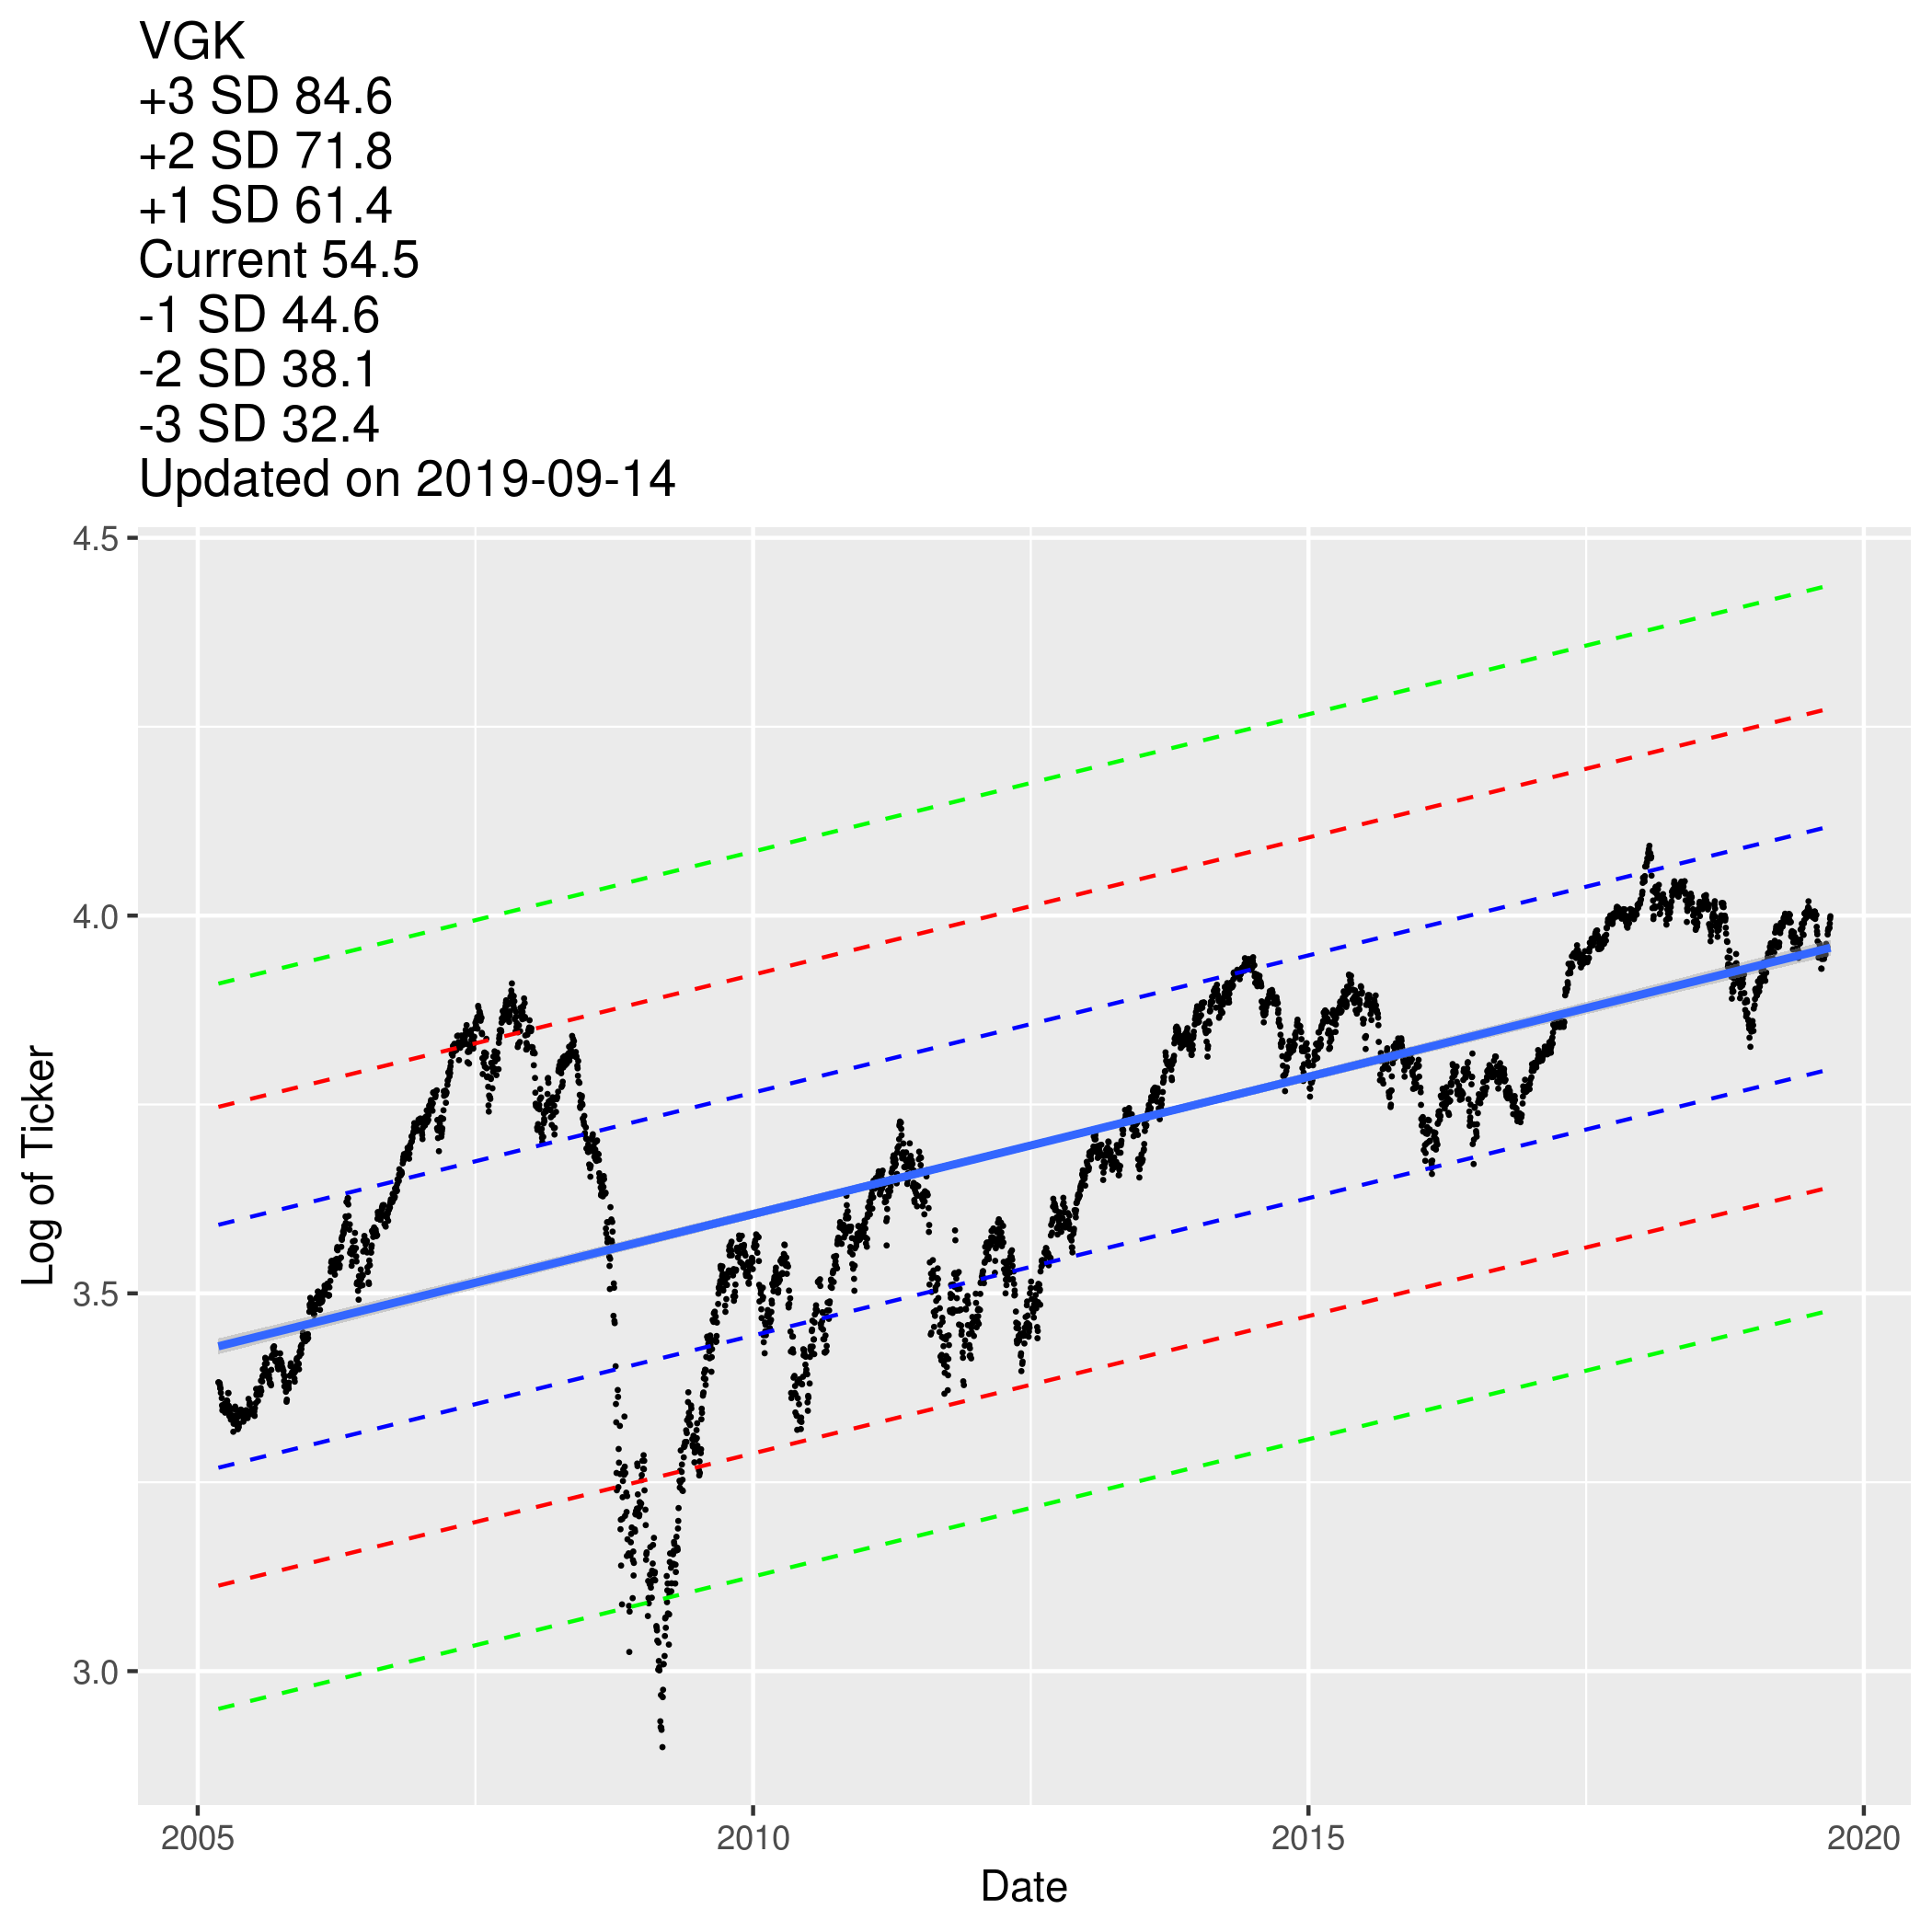 VGK
+3 SD 84.6
+2 SD 71.8
+1 SD 61.4
Current 54.5
-1 SD 44.6
-2 SD 38.1
-3 SD 32.4
Updated on 2019-09-14
4.5
4.0
3.5
3.0
Log of Ticker
2005 2010 2015 2020
Date